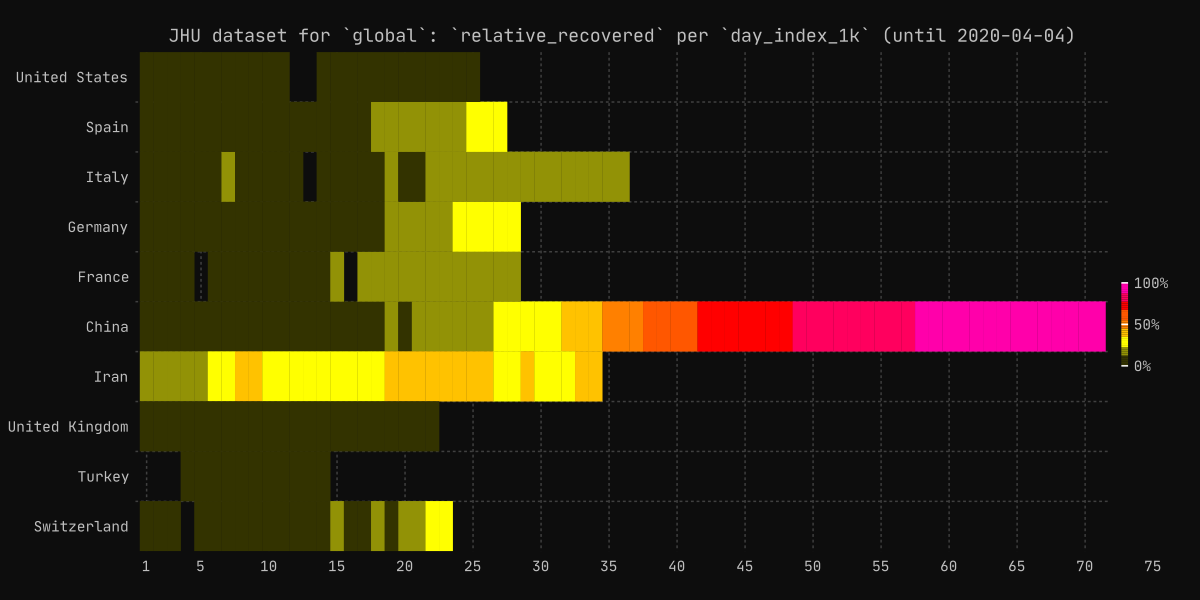 JHU dataset for `global`: `relative_recovered` per `day_index_1k` (until 2020-04-04)
United States
Spain
Italy
Germany
France
China
Iran
United Kingdom
Turkey
Switzerland
100%
50%
0%
1 5 10 15 20 25 30 35 40 45 50 55 60 65 70 75